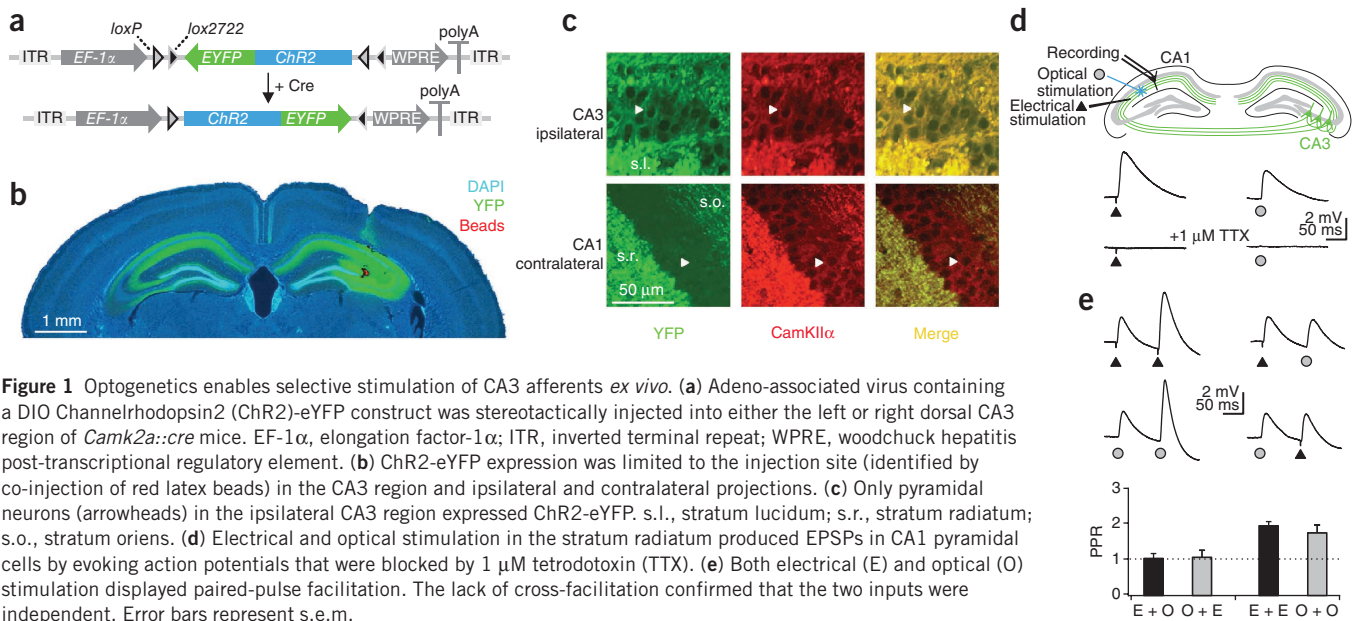 a
loxP lox2722
polyA
ITR EF-1α EYFP ChR2 WPRE ITR
+ Cre
polyA
ITR EF-1α ChR2 EYFP WPRE ITR
b
DAPI
YFP
Beads
1 mm
c
CA3
ipsilateral
s.l.
CA1
contralateral
s.o.
s.r.
50 μm
YFP CamKIIα Merge
d
Recording
CA1
Optical
stimulation
Electrical
stimulation
CA3
2 mV
50 ms
+1 μM TTX
e
2 mV
50 ms
3
2
1
0
PPR
E + O O + E E + E O + O
Figure 1 Optogenetics enables selective stimulation of CA3 afferents ex vivo. (a) Adeno-associated virus containing
a DIO Channelrhodopsin2 (ChR2)-eYFP construct was stereotactically injected into either the left or right dorsal CA3
region of Camk2a::cre mice. EF-1α, elongation factor-1α; ITR, inverted terminal repeat; WPRE, woodchuck hepatitis
post-transcriptional regulatory element. (b) ChR2-eYFP expression was limited to the injection site (identified by
co-injection of red latex beads) in the CA3 region and ipsilateral and contralateral projections. (c) Only pyramidal
neurons (arrowheads) in the ipsilateral CA3 region expressed ChR2-eYFP. s.l., stratum lucidum; s.r., stratum radiatum;
s.o., stratum oriens. (d) Electrical and optical stimulation in the stratum radiatum produced EPSPs in CA1 pyramidal
cells by evoking action potentials that were blocked by 1 μM tetrodotoxin (TTX). (e) Both electrical (E) and optical (O)
stimulation displayed paired-pulse facilitation. The lack of cross-facilitation confirmed that the two inputs were
independent. Error bars represent s.e.m.